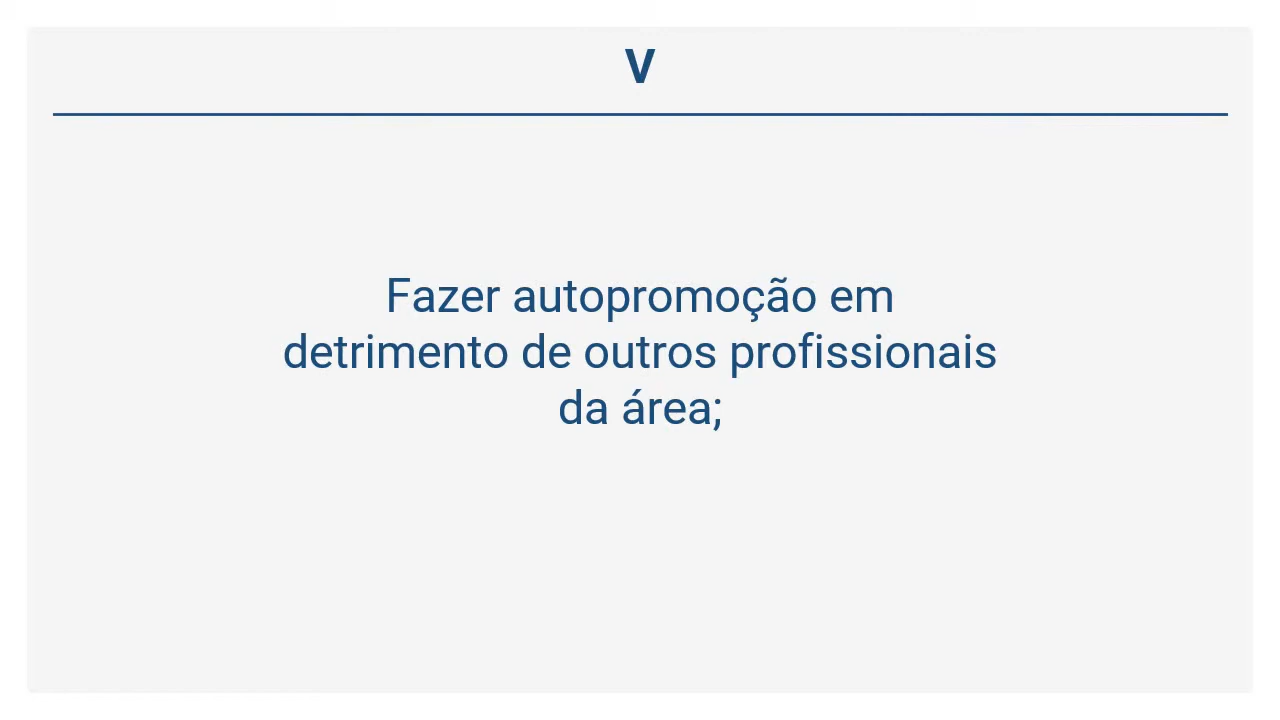 V
Fazer autopromoção em
detrimento de outros profissionais
da área;